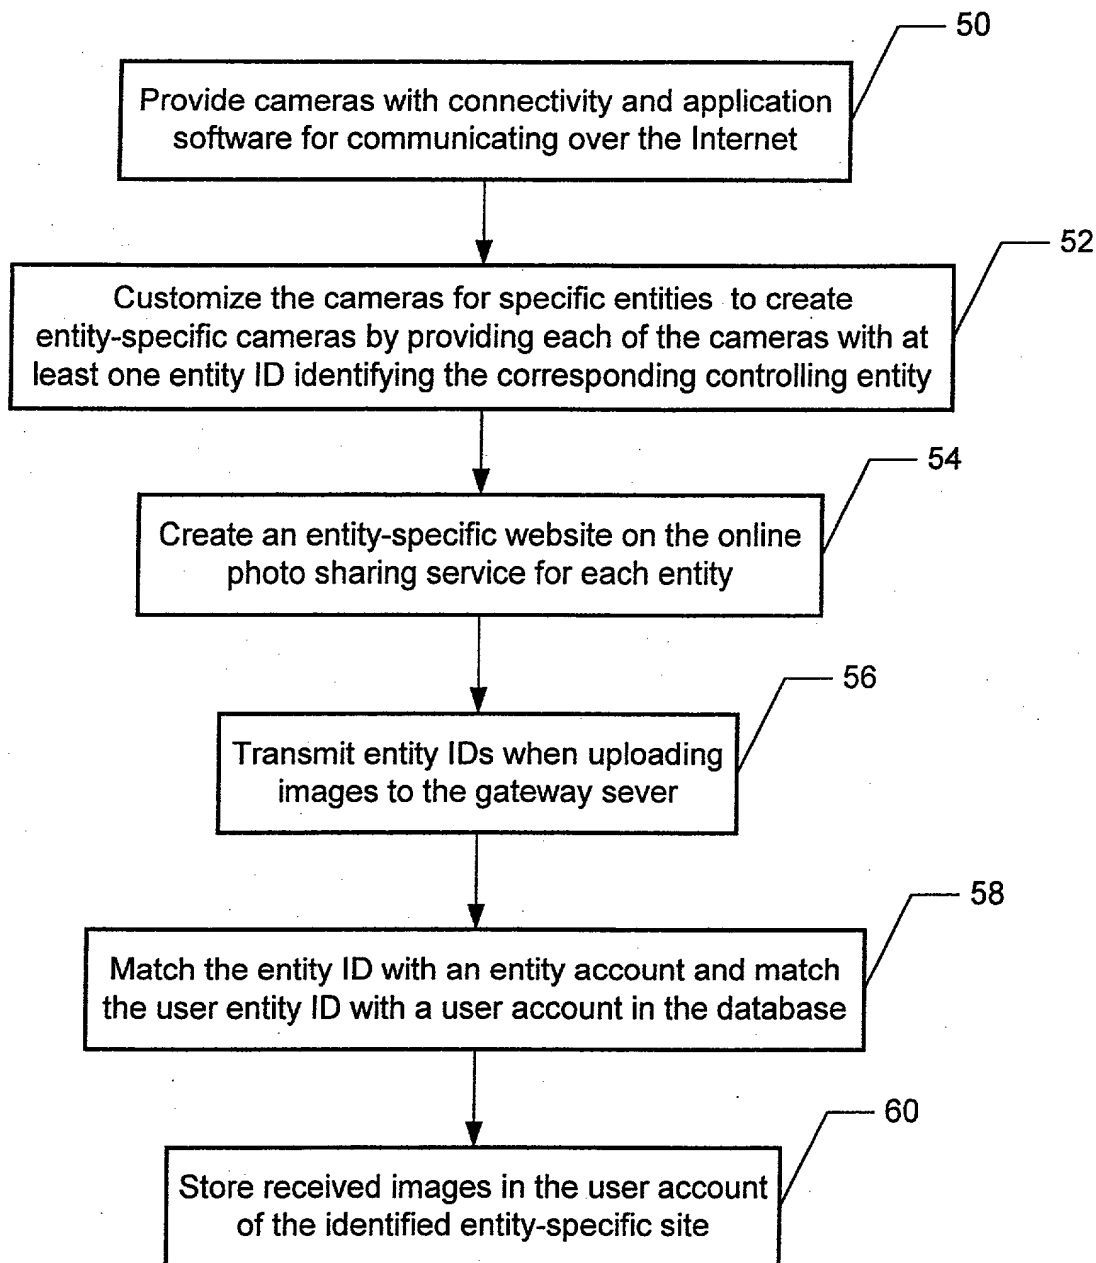 50
Provide cameras with connectivity and application
software for communicating over the Internet
52
Customize the cameras for specific entities to create
entity-specific cameras by providing each of the cameras with at
least one entity ID identifying the corresponding controlling entity
54
Create an entity-specific website on the online
photo sharing service for each entity
56
Transmit entity IDs when uploading
images to the gateway sever
58
Match the entity ID with an entity account and match
the user entity ID with a user account in the database
60
Store received images in the user account
of the identified entity-specific site